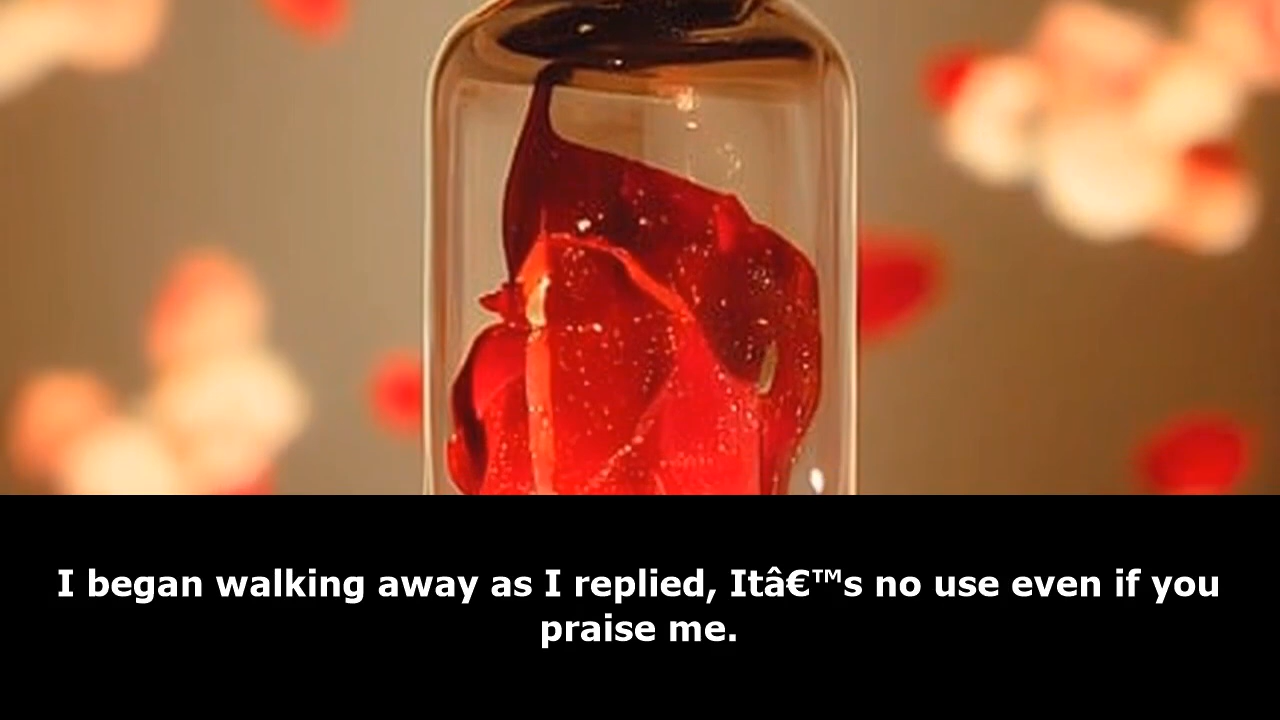 I began walking away as I replied, Itâ€™s no use even if you
praise me.